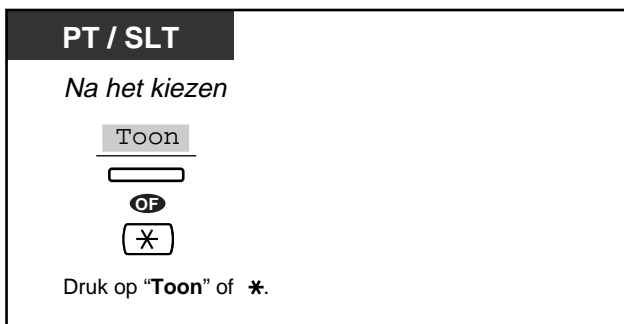 PT / SLT
Na het kiezen
Toon
OF
*
Druk op “Toon” of *.